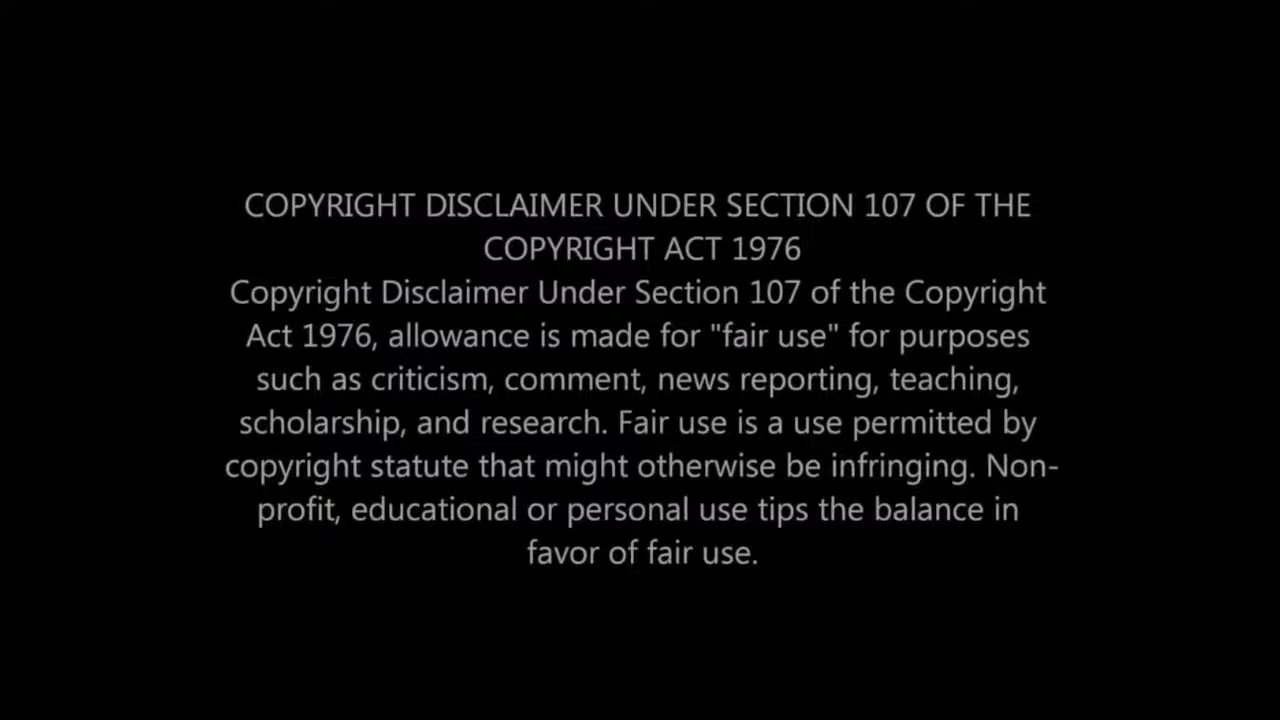 COPYRIGHT DISCLAIMER UNDER SECTION 107 OF THE
COPYRIGHT ACT 1976
Copyright Disclaimer Under Section 107 of the Copyright
Act 1976, allowance is made for "fair use" for purposes
such as criticism, comment, news reporting, teaching,
scholarship, and research. Fair use is a use permitted by
copyright statute that might otherwise be infringing. Non-
profit, educational or personal use tips the balance in
favor of fair use.